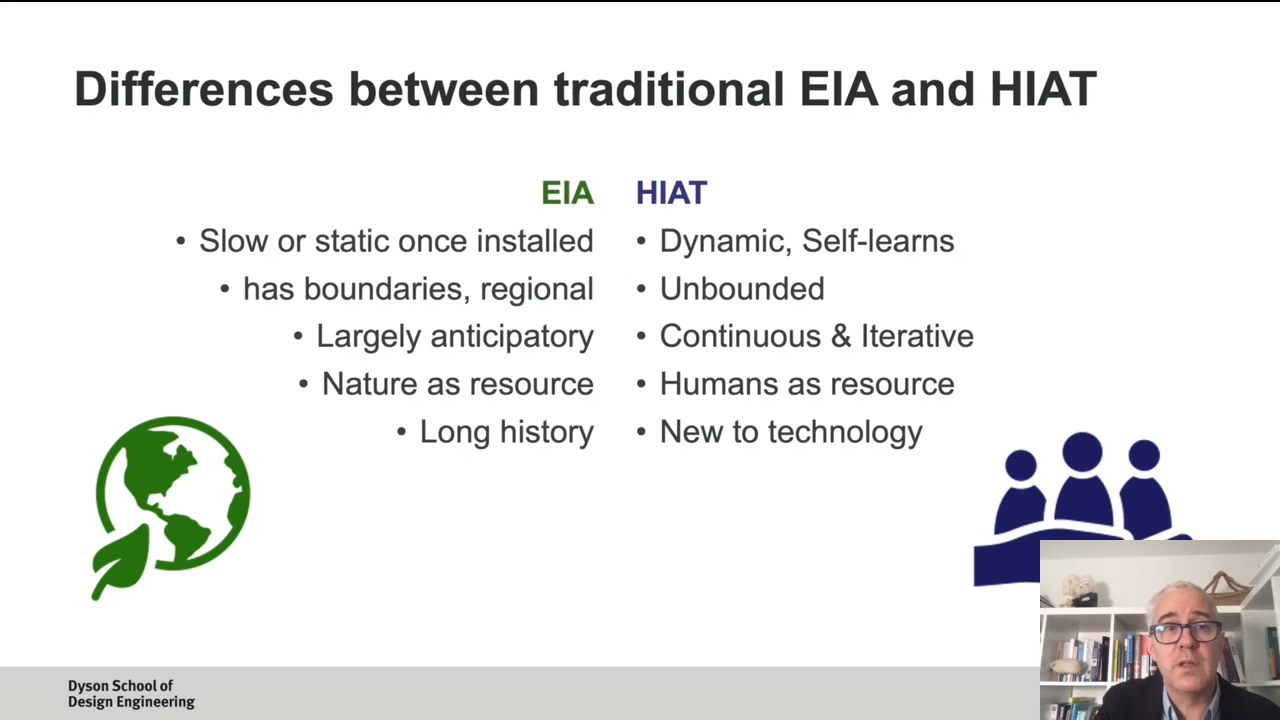 Differences between traditional EIA and HIAT
EIA
• Slow or static once installed
• has boundaries, regional
• Largely anticipatory
• Nature as resource
• Long history
HIAT
• Dynamic, Self-learns
• Unbounded
• Continuous & Iterative
• Humans as resource
• New to technology
Dyson School of
Design Engineering